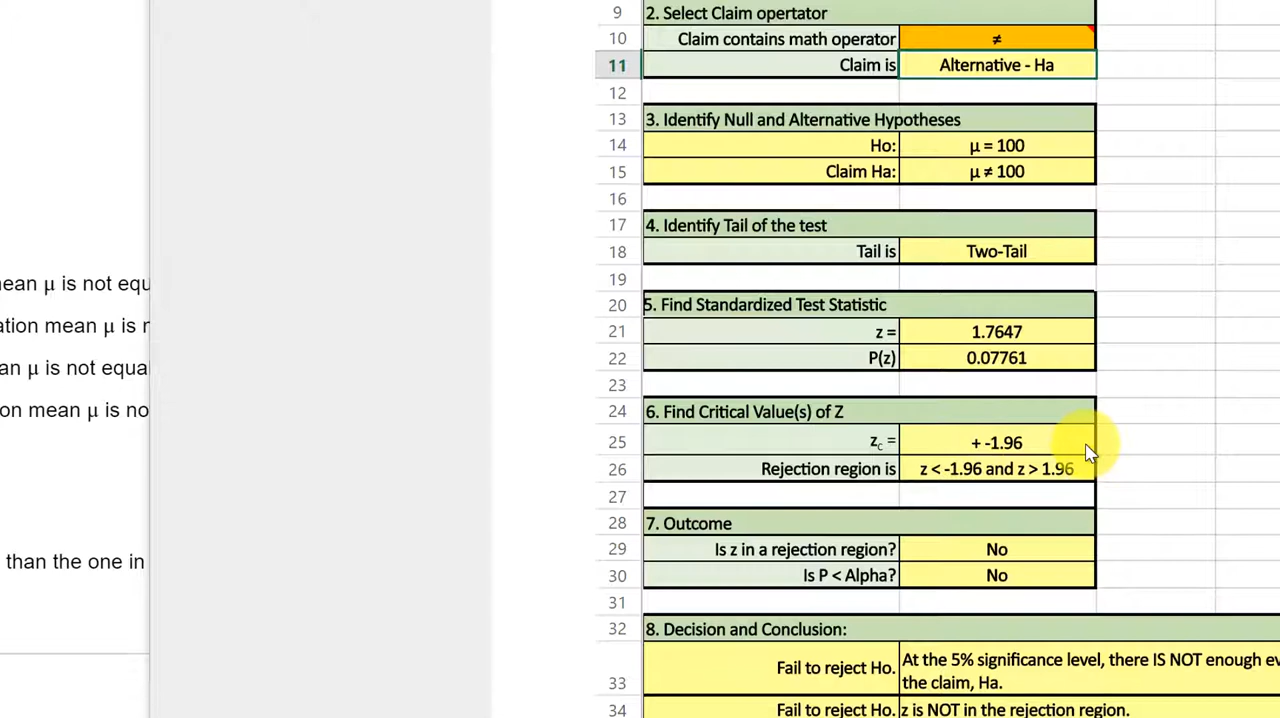 mean µ is not equ
ation mean µ is n
an µ is not equal
on mean µ is no
than the one in
9 2. Select Claim opertator
10 Claim contains math operator ≠
11 Claim is Alternative - Ha
12
13 3. Identify Null and Alternative Hypotheses
14 Ho: µ = 100
15 Claim Ha: µ ≠ 100
16
17 4. Identify Tail of the test
18 Tail is Two-Tail
19
20 5. Find Standardized Test Statistic
21 z = 1.7647
22 P(z) 0.07761
23
24 6. Find Critical Value(s) of Z
25 zc = + -1.96
26 Rejection region is z < -1.96 and z > 1.96
27
28 7. Outcome
29 Is z in a rejection region? No
30 Is P < Alpha? No
31
32 8. Decision and Conclusion:
33 Fail to reject Ho. At the 5% significance level, there IS NOT enough ev
the claim, Ha.
34 Fail to reject Ho. z is NOT in the rejection region.